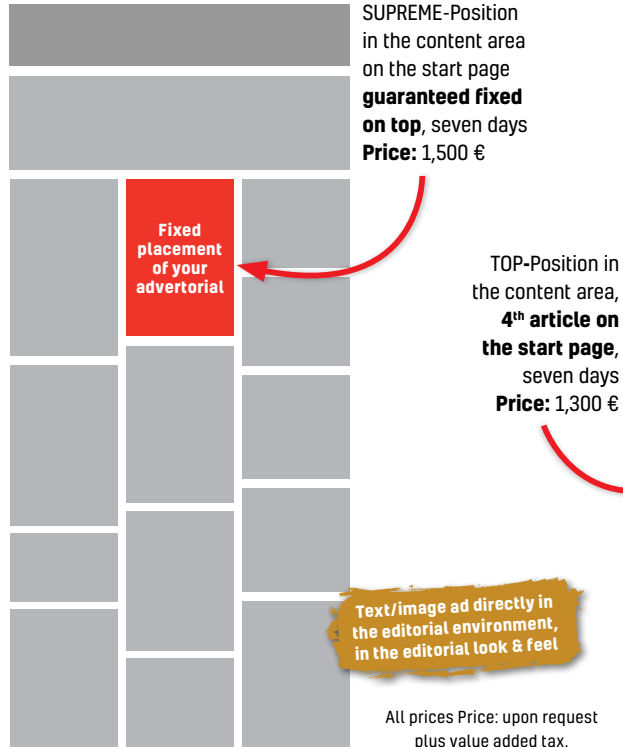 SUPREME-Position
in the content area
on the start page
guaranteed fixed
on top, seven days
Price: 1,500 €
Fixed
placement
of your
advertorial
TOP-Position in
the content area,
4th article on
the start page,
seven days
Price: 1,300 €
Text/image ad directly in
the editorial environment,
in the editorial look & feel
All prices Price: upon request
plus value added tax.